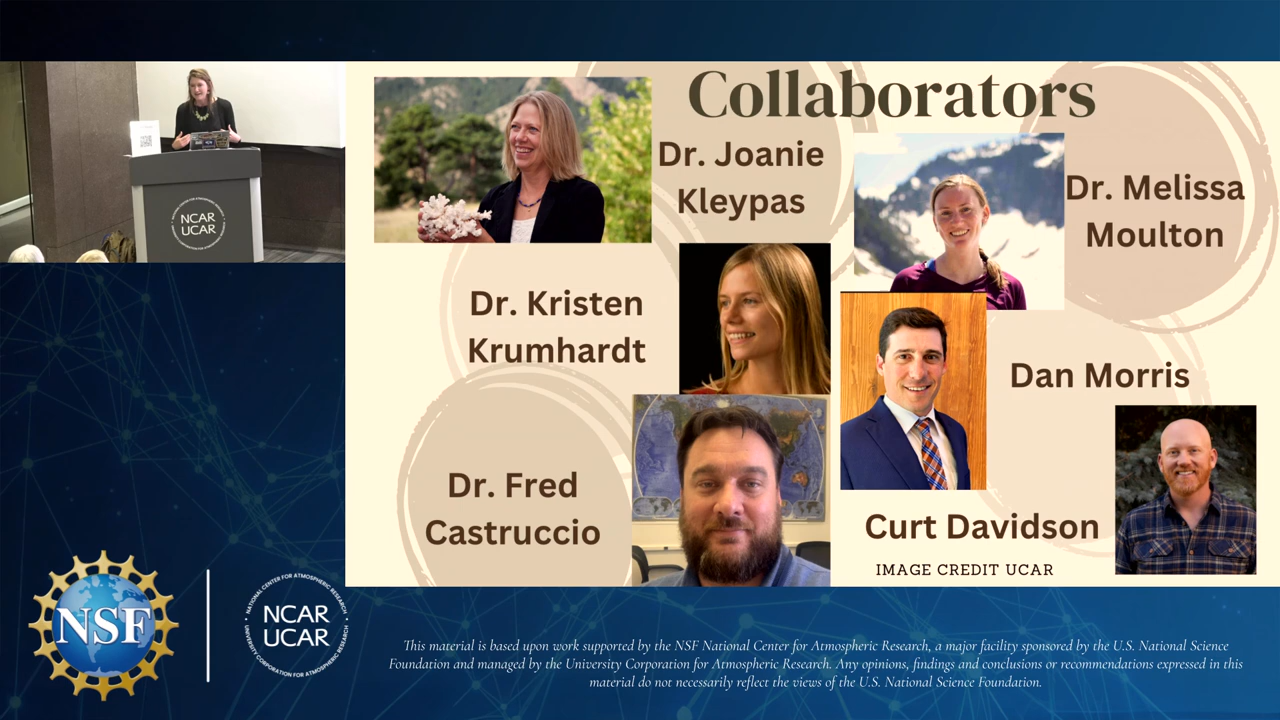 Collaborators
Dr. Joanie
Kleypas
Dr. Melissa
Moulton
Dr. Kristen
Krumhardt
Dan Morris
Dr. Fred
Castruccio
Curt Davidson
IMAGE CREDIT UCAR
NCAR
UCAR
NSF
NATIONAL CENTER FOR ATMOSPHERIC RESEARCH
NCAR
UCAR
UNIVERSITY CORPORATION FOR ATMOSPHERIC RESEARCH
This material is based upon work supported by the NSF National Center for Atmospheric Research, a major facility sponsored by the U.S. National Science
Foundation and managed by the University Corporation for Atmospheric Research. Any opinions, findings and conclusions or recommendations expressed in this
material do not necessarily reflect the views of the U.S. National Science Foundation.